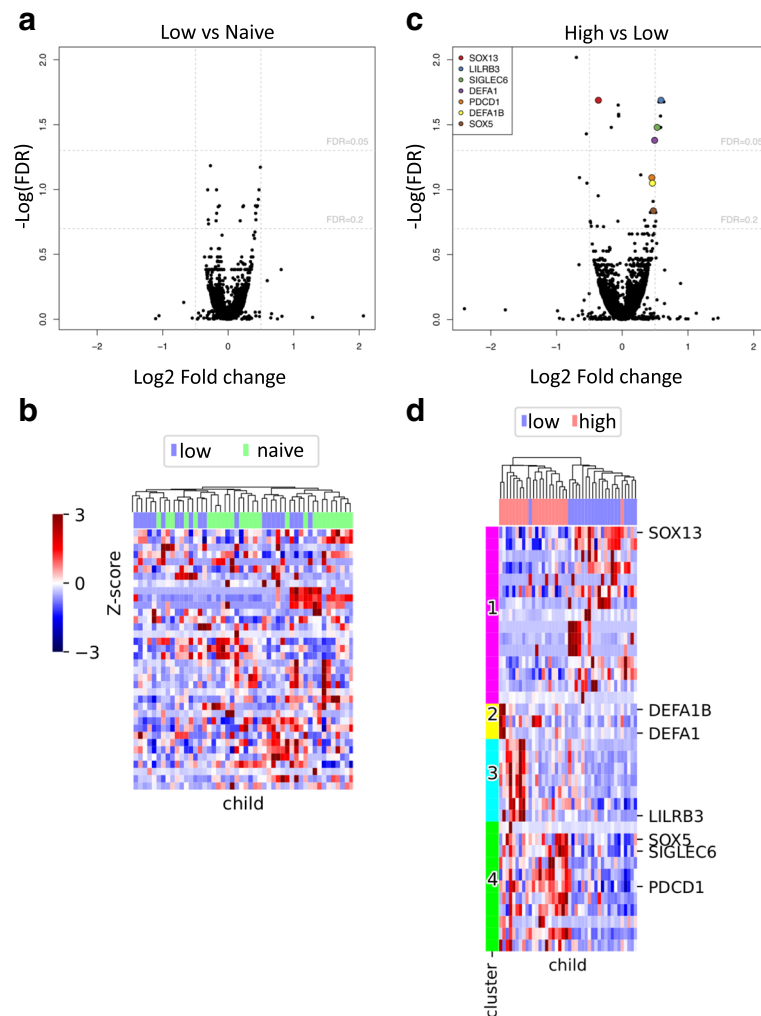 a
Low vs Naive
-Log(FDR)
2.0
1.5
1.0
0.5
0.0
FDR=0.05
FDR=0.2
−2
−1
0
1
2
Log2 Fold change
c
High vs Low
-Log(FDR)
2.0
1.5
1.0
0.5
0.0
SOX13
LILRB3
SIGLEC6
DEFA1
PDCD1
DEFA1B
SOX5
FDR=0.05
FDR=0.2
−2
−1
0
1
2
Log2 Fold change
b
low naive
3
0
−3
Z-score
child
d
low high
1
2
3
4
SOX13
DEFA1B
DEFA1
LILRB3
SOX5
SIGLEC6
PDCD1
cluster
child